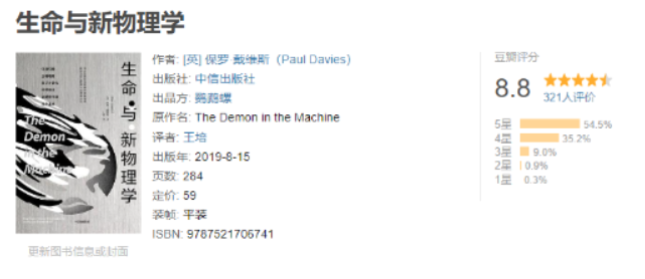 生命与新物理学
生命与新物理学
The
Demon
in the
Machine
作者: [英] 保罗·戴维斯 (Paul Davies)
出版社: 中信出版社
出品方: 鹦鹉螺
原作名: The Demon in the Machine
译者: 王培
出版年: 2019-8-15
页数: 284
定价: 59
装帧: 平装
ISBN: 9787521706741
更新图书信息或封面
豆瓣评分
8.8
321人评价
5星 54.5%
4星 35.2%
3星 9.0%
2星 0.9%
1星 0.3%